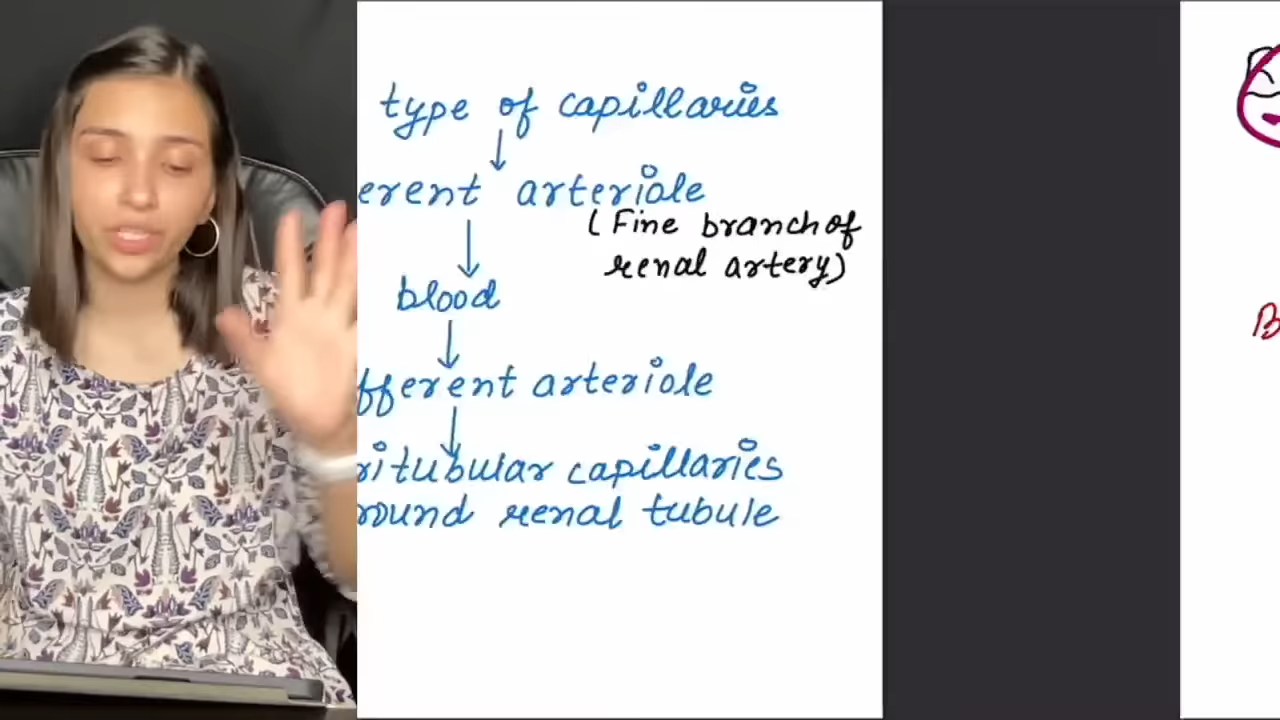 type of capillaries
erent arteriole
(Fine branch of
renal artery)
blood
fferent arteriole
ritubular capillaries
round renal tubule
B